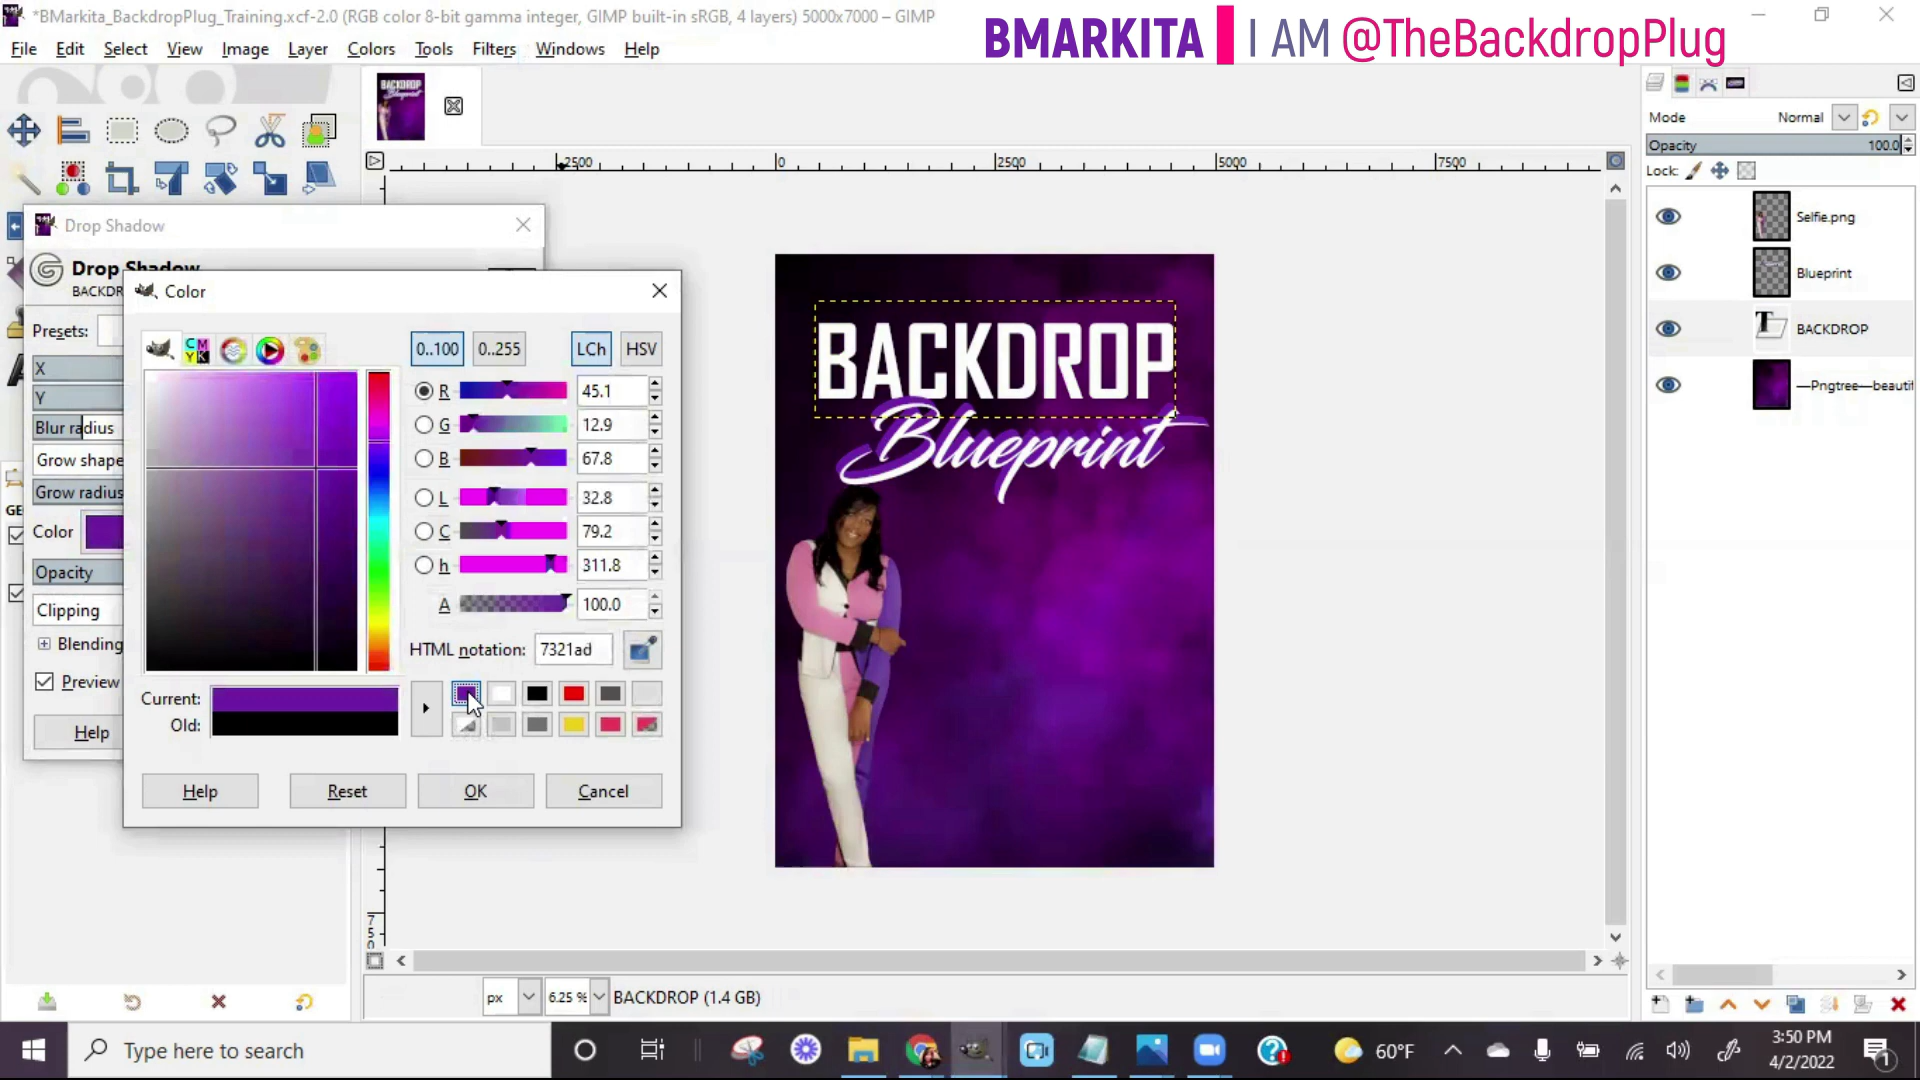 *BMarkita_BackdropPlug_Training.xcf-2.0 (RGB color 8-bit gamma integer, GIMP built-in sRGB, 4 layers) 5000x7000 – GIMP
BMARKITA I AM @TheBackdropPlug
File Edit Select View Image Layer Colors Tools Filters Windows Help
Mode Normal
Opacity 100.0
Lock:
2500 0 2500 5000 7500
Selfie.png
Blueprint
BACKDROP
—Pngtree—beautif
Drop Shadow
Drop Shadow
BACKDR
Presets:
X
Y
Blur radius
Grow shape
Grow radius
Color
Opacity
Clipping
Blending
Preview
Help
Color
0..100 0..255 LCh HSV
R 45.1
G 12.9
B 67.8
L 32.8
C 79.2
h 311.8
A 100.0
HTML notation: 7321ad
Current:
Old:
Help Reset OK Cancel
BACKDROP
Blueprint
GE
7
5
0
px 6.25 % BACKDROP (1.4 GB)
Type here to search
60°F
3:50 PM
4/2/2022
1